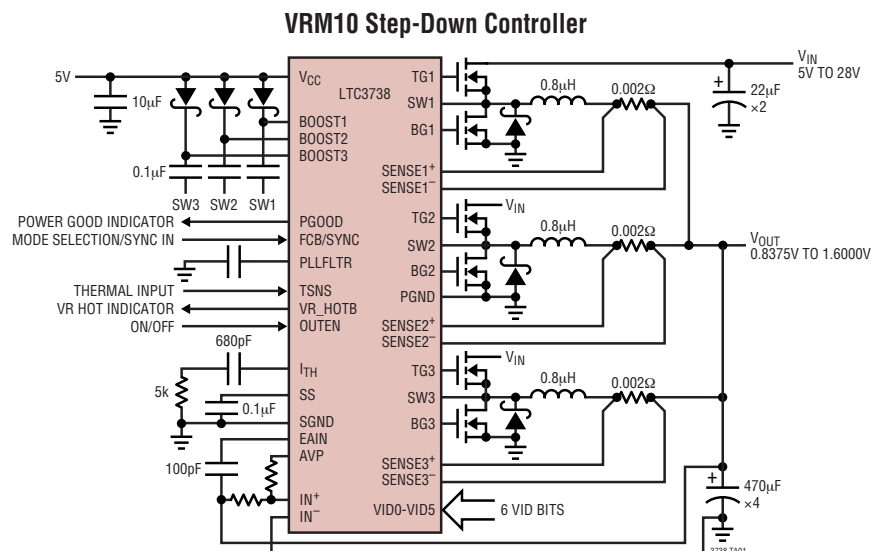 VRM10 Step-Down Controller
5V
10μF
0.1μF
SW3 SW2 SW1
POWER GOOD INDICATOR
MODE SELECTION/SYNC IN
THERMAL INPUT
VR HOT INDICATOR
ON/OFF
680pF
5k
0.1μF
100pF
VCC
LTC3738
BOOST1
BOOST2
BOOST3
PGOOD
FCB/SYNC
PLLFLTR
TSNS
VR_HOTB
OUTEN
ITH
SS
SGND
EAIN
AVP
IN+
IN−
TG1
SW1
BG1
SENSE1+
SENSE1−
TG2
SW2
BG2
PGND
SENSE2+
SENSE2−
TG3
SW3
BG3
SENSE3+
SENSE3−
VID0-VID5
6 VID BITS
0.8μH
0.002Ω
VIN
5V TO 28V
22μF
×2
VIN
0.8μH
0.002Ω
VOUT
0.8375V TO 1.6000V
VIN
0.8μH
0.002Ω
470μF
×4
3738 TA01